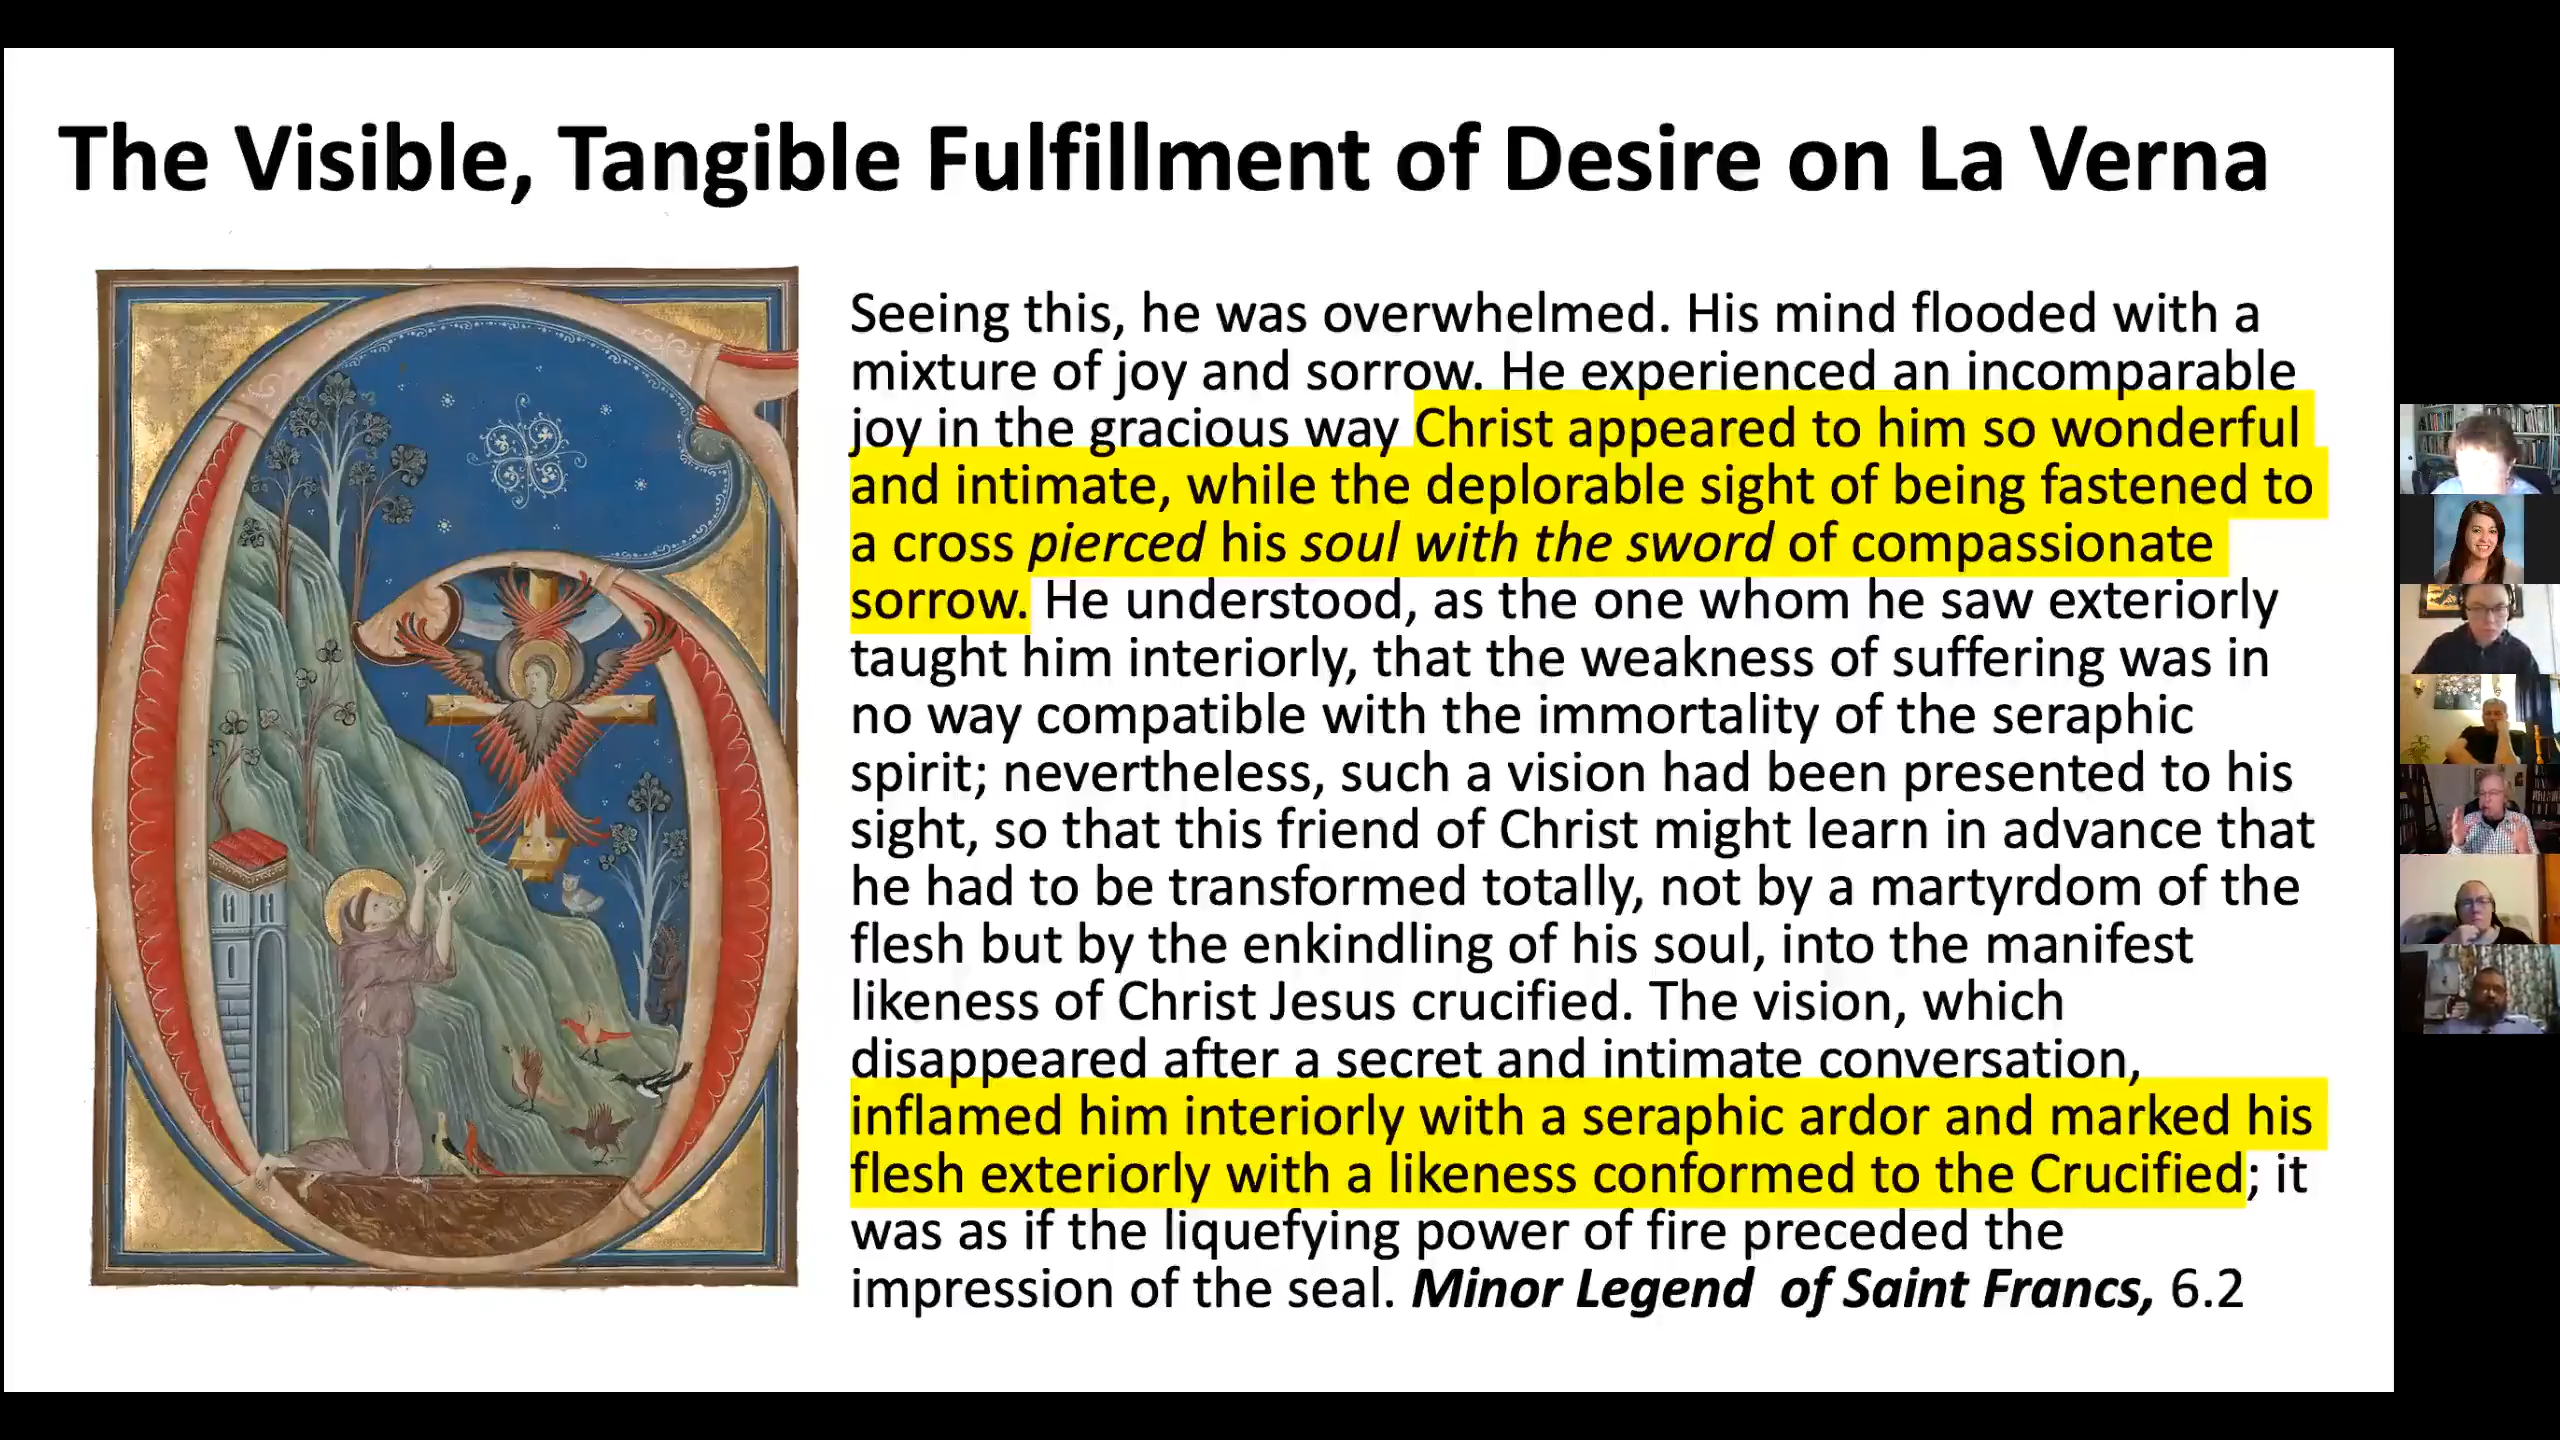 The Visible, Tangible Fulfillment of Desire on La Verna
Seeing this, he was overwhelmed. His mind flooded with a
mixture of joy and sorrow. He experienced an incomparable
joy in the gracious way Christ appeared to him so wonderful
and intimate, while the deplorable sight of being fastened to
a cross pierced his soul with the sword of compassionate
sorrow. He understood, as the one whom he saw exteriorly
taught him interiorly, that the weakness of suffering was in
no way compatible with the immortality of the seraphic
spirit; nevertheless, such a vision had been presented to his
sight, so that this friend of Christ might learn in advance that
he had to be transformed totally, not by a martyrdom of the
flesh but by the enkindling of his soul, into the manifest
likeness of Christ Jesus crucified. The vision, which
disappeared after a secret and intimate conversation,
inflamed him interiorly with a seraphic ardor and marked his
flesh exteriorly with a likeness conformed to the Crucified; it
was as if the liquefying power of fire preceded the
impression of the seal. Minor Legend of Saint Francs, 6.2